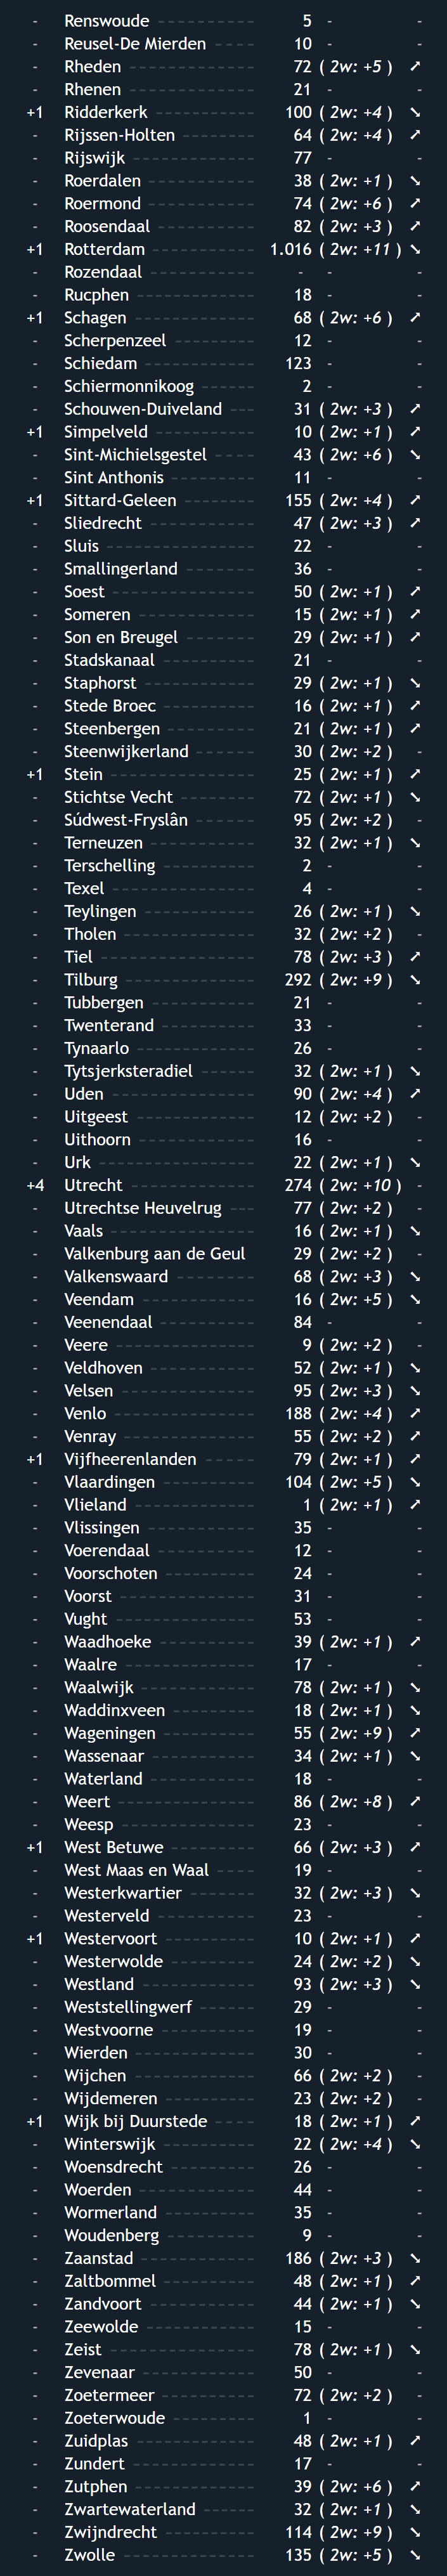 - Renswoude ----------- 5 - -
- Reusel-De Mierden ----- 10 - -
- Rheden ----------- 72 ( 2w: +5 ) ↗
- Rhenen ----------- 21 - -
+1 Ridderkerk ----------- 100 ( 2w: +4 ) ↘
- Rijssen-Holten ----------- 64 ( 2w: +4 ) ↗
- Rijswijk ----------- 77 - -
- Roerdalen ----------- 38 ( 2w: +1 ) ↘
- Roermond ----------- 74 ( 2w: +6 ) ↗
- Roosendaal ----------- 82 ( 2w: +3 ) ↗
+1 Rotterdam ----------- 1.016 ( 2w: +11 ) ↘
- Rozendaal ----------- - - -
- Rucphen ----------- 18 - -
+1 Schagen ----------- 68 ( 2w: +6 ) ↗
- Scherpenzeel ----------- 12 - -
- Schiedam ----------- 123 - -
- Schiermonnikoog ------ 2 - -
- Schouwen-Duiveland --- 31 ( 2w: +3 ) ↗
+1 Simpelveld ----------- 10 ( 2w: +1 ) ↗
- Sint-Michielsgestel ----- 43 ( 2w: +6 ) ↘
- Sint Anthonis ----------- 11 - -
+1 Sittard-Geleen -------- 155 ( 2w: +4 ) ↗
- Sliedrecht ----------- 47 ( 2w: +3 ) ↗
- Sluis ----------- 22 - -
- Smallingerland ------- 36 - -
- Soest ----------- 50 ( 2w: +1 ) ↗
- Someren ----------- 15 ( 2w: +1 ) ↗
- Son en Breugel -------- 29 ( 2w: +1 ) ↗
- Stadskanaal ----------- 21 - -
- Staphorst ----------- 29 ( 2w: +1 ) ↘
- Stede Broec ----------- 16 ( 2w: +1 ) ↗
- Steenbergen ----------- 21 ( 2w: +1 ) ↗
- Steenwijkerland ------ 30 ( 2w: +2 ) -
+1 Stein ----------- 25 ( 2w: +1 ) ↗
- Stichtse Vecht -------- 72 ( 2w: +1 ) ↘
- Súdwest-Fryslân ------ 95 ( 2w: +2 ) -
- Terneuzen ----------- 32 ( 2w: +1 ) ↘
- Terschelling ----------- 2 - -
- Texel ----------- 4 - -
- Teylingen ----------- 26 ( 2w: +1 ) ↘
- Tholen ----------- 32 ( 2w: +2 ) -
- Tiel ----------- 78 ( 2w: +3 ) ↗
- Tilburg ----------- 292 ( 2w: +9 ) ↘
- Tubbergen ----------- 21 - -
- Twenterand ----------- 33 - -
- Tynaarlo ----------- 26 - -
- Tytsjerksteradiel ------ 32 ( 2w: +1 ) ↘
- Uden ----------- 90 ( 2w: +4 ) ↗
- Uitgeest ----------- 12 ( 2w: +2 ) -
- Uithoorn ----------- 16 - -
- Urk ----------- 22 ( 2w: +1 ) ↘
+4 Utrecht ----------- 274 ( 2w: +10 ) -
- Utrechtse Heuvelrug --- 77 ( 2w: +2 ) -
- Vaals ----------- 16 ( 2w: +1 ) ↘
- Valkenburg aan de Geul 29 ( 2w: +2 ) -
- Valkenswaard -------- 68 ( 2w: +3 ) ↘
- Veendam ----------- 16 ( 2w: +5 ) ↘
- Veenendaal ----------- 84 - -
- Veere ----------- 9 ( 2w: +2 ) -
- Veldhoven ----------- 52 ( 2w: +1 ) ↘
- Velsen ----------- 95 ( 2w: +3 ) ↘
- Venlo ----------- 188 ( 2w: +4 ) ↗
- Venray ----------- 55 ( 2w: +2 ) ↗
+1 Vijfheerenlanden ------ 79 ( 2w: +1 ) ↗
- Vlaardingen ----------- 104 ( 2w: +5 ) ↘
- Vlieland ----------- 1 ( 2w: +1 ) ↗
- Vlissingen ----------- 35 - -
- Voerendaal ----------- 12 - -
- Voorschoten ----------- 24 - -
- Voorst ----------- 31 - -
- Vught ----------- 53 - -
- Waadhoeke ----------- 39 ( 2w: +1 ) ↗
- Waalre ----------- 17 - -
- Waalwijk ----------- 78 ( 2w: +1 ) ↘
- Waddinxveen -------- 18 ( 2w: +1 ) ↘
- Wageningen ----------- 55 ( 2w: +9 ) ↗
- Wassenaar ----------- 34 ( 2w: +1 ) ↘
- Waterland ----------- 18 - -
- Weert ----------- 86 ( 2w: +8 ) ↗
- Weesp ----------- 23 - -
+1 West Betuwe ----------- 66 ( 2w: +3 ) ↗
- West Maas en Waal ---- 19 - -
- Westerkwartier ------- 32 ( 2w: +3 ) ↘
- Westerveld ----------- 23 - -
+1 Westervoort ----------- 10 ( 2w: +1 ) ↗
- Westerwolde ----------- 24 ( 2w: +2 ) ↘
- Westland ----------- 93 ( 2w: +3 ) ↘
- Weststellingwerf ------ 29 - -
- Westvoorne ----------- 19 - -
- Wierden ----------- 30 - -
- Wijchen ----------- 66 ( 2w: +2 ) -
- Wijdemeren ----------- 23 ( 2w: +2 ) -
+1 Wijk bij Duurstede ----- 18 ( 2w: +1 ) ↗
- Winterswijk ----------- 22 ( 2w: +4 ) ↘
- Woensdrecht ----------- 26 - -
- Woerden ----------- 44 - -
- Wormerland ----------- 35 - -
- Woudenberg ----------- 9 - -
- Zaanstad ----------- 186 ( 2w: +3 ) ↘
- Zaltbommel ----------- 48 ( 2w: +1 ) ↗
- Zandvoort ----------- 44 ( 2w: +1 ) ↘
- Zeewolde ----------- 15 - -
- Zeist ----------- 78 ( 2w: +1 ) ↘
- Zevenaar ----------- 50 - -
- Zoetermeer ----------- 72 ( 2w: +2 ) -
- Zoeterwoude ----------- 1 - -
- Zuidplas ----------- 48 ( 2w: +1 ) ↗
- Zundert ----------- 17 - -
- Zutphen ----------- 39 ( 2w: +6 ) ↗
- Zwartewaterland ------ 32 ( 2w: +1 ) ↘
- Zwijndrecht ----------- 114 ( 2w: +9 ) ↘
- Zwolle ----------- 135 ( 2w: +5 ) ↘